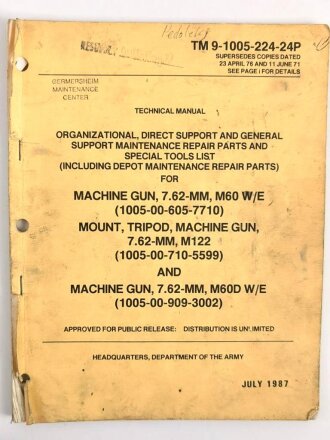 TM 9-1005-224-24P
SUPERSEDES COPIES DATED
23 APRIL 76 AND 11 JUNE 71
SEE PAGE i FOR DETAILS
GERMERSHEIM
MAINTENANCE
CENTER
TECHNICAL MANUAL
ORGANIZATIONAL, DIRECT SUPPORT AND GENERAL
SUPPORT MAINTENANCE REPAIR PARTS AND
SPECIAL TOOLS LIST
(INCLUDING DEPOT MAINTENANCE REPAIR PARTS)
FOR
MACHINE GUN, 7.62-MM, M60 W/E
(1005-00-605-7710)
MOUNT, TRIPOD, MACHINE GUN,
7.62-MM, M122
(1005-00-710-5599)
AND
MACHINE GUN, 7.62-MM, M60D W/E
(1005-00-909-3002)
APPROVED FOR PUBLIC RELEASE: DISTRIBUTION IS UNLIMITED
HEADQUARTERS, DEPARTMENT OF THE ARMY
JULY 1987